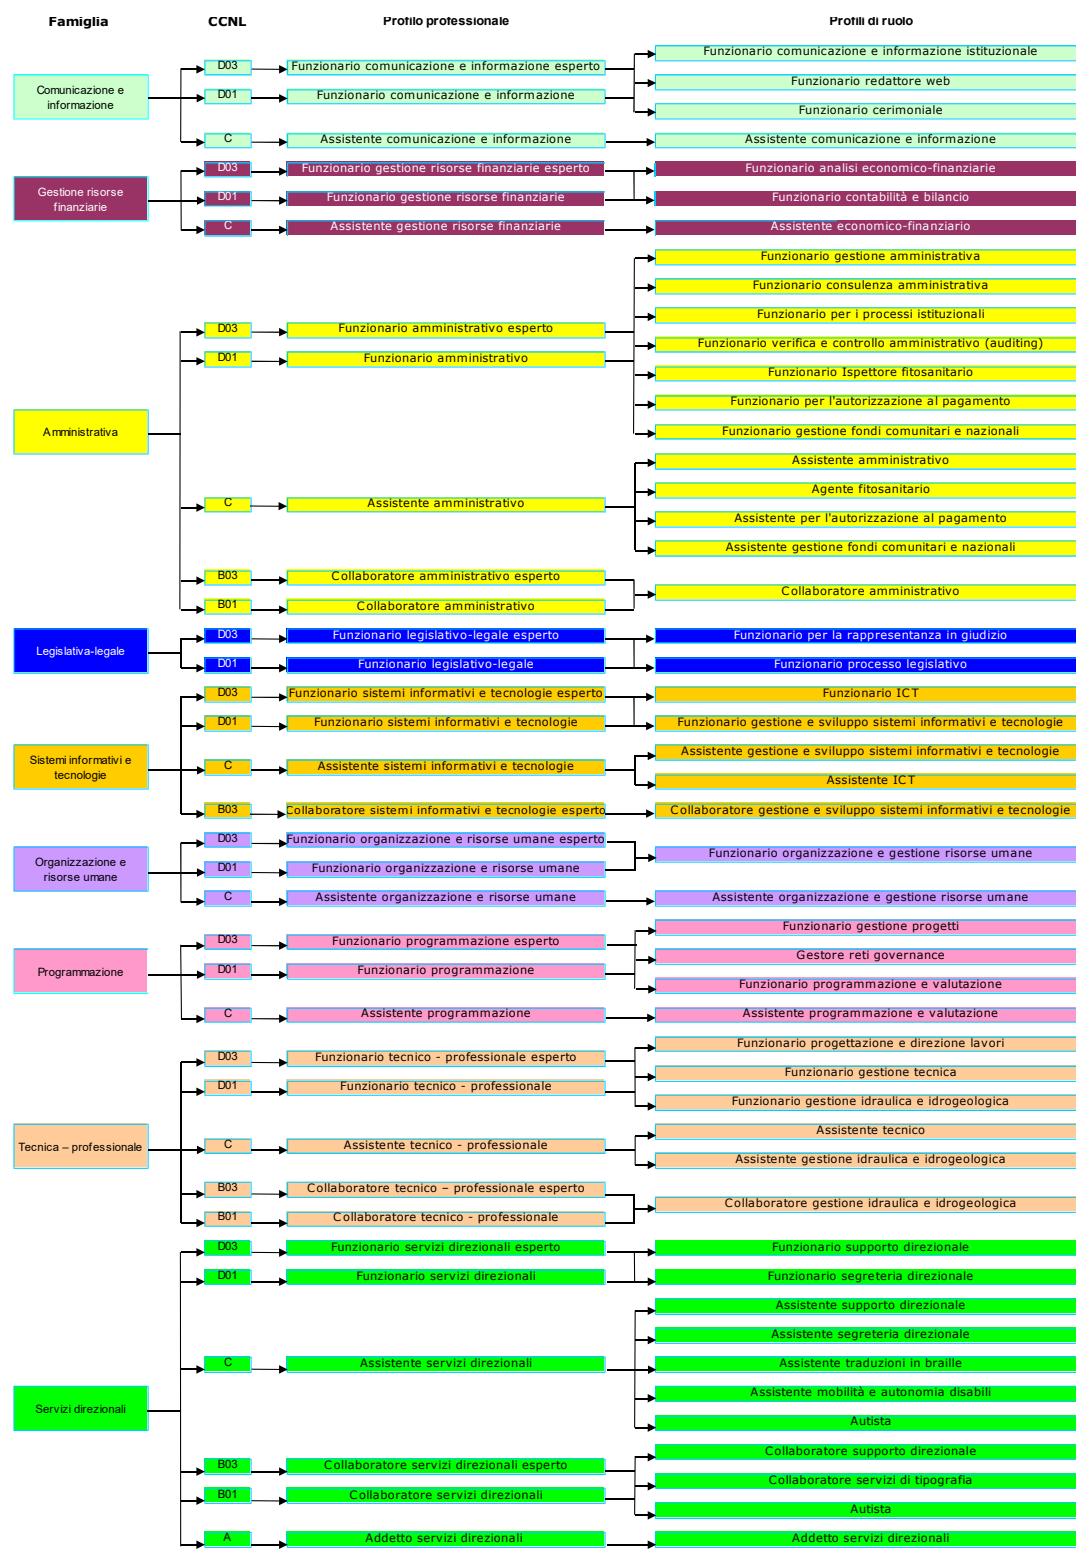 Famiglia CCNL Profilo professionale Profili di ruolo
Funzionario comunicazione e informazione istituzionale
D03 Funzionario comunicazione e informazione esperto
Funzionario redattore web
Comunicazione e
informazione
D01 Funzionario comunicazione e informazione
Funzionario cerimoniale
C Assistente comunicazione e informazione Assistente comunicazione e informazione
D03 Funzionario gestione risorse finanziarie esperto Funzionario analisi economico-finanziarie
Gestione risorse
finanziarie
D01 Funzionario gestione risorse finanziarie Funzionario contabilità e bilancio
C Assistente gestione risorse finanziarie Assistente economico-finanziario
Funzionario gestione amministrativa
Funzionario consulenza amministrativa
Funzionario per i processi istituzionali
D03 Funzionario amministrativo esperto
Funzionario verifica e controllo amministrativo (auditing)
D01 Funzionario amministrativo
Funzionario Ispettore fitosanitario
Funzionario per l'autorizzazione al pagamento
Amministrativa
Funzionario gestione fondi comunitari e nazionali
Assistente amministrativo
Agente fitosanitario
C Assistente amministrativo
Assistente per l'autorizzazione al pagamento
Assistente gestione fondi comunitari e nazionali
B03 Collaboratore amministrativo esperto
Collaboratore amministrativo
B01 Collaboratore amministrativo
D03 Funzionario legislativo-legale esperto Funzionario per la rappresentanza in giudizio
Legislativa-legale
D01 Funzionario legislativo-legale Funzionario processo legislativo
D03 Funzionario sistemi informativi e tecnologie esperto Funzionario ICT
D01 Funzionario sistemi informativi e tecnologie Funzionario gestione e sviluppo sistemi informativi e tecnologie
Assistente gestione e sviluppo sistemi informativi e tecnologie
Sistemi informativi e
tecnologie
C Assistente sistemi informativi e tecnologie
Assistente ICT
B03 Collaboratore sistemi informativi e tecnologie esperto Collaboratore gestione e sviluppo sistemi informativi e tecnologie
D03 Funzionario organizzazione e risorse umane esperto
Funzionario organizzazione e gestione risorse umane
Organizzazione e
risorse umane
D01 Funzionario organizzazione e risorse umane
C Assistente organizzazione e risorse umane Assistente organizzazione e gestione risorse umane
Funzionario gestione progetti
D03 Funzionario programmazione esperto
Gestore reti governance
Programmazione D01 Funzionario programmazione
Funzionario programmazione e valutazione
C Assistente programmazione Assistente programmazione e valutazione
Funzionario progettazione e direzione lavori
D03 Funzionario tecnico - professionale esperto
Funzionario gestione tecnica
D01 Funzionario tecnico - professionale
Funzionario gestione idraulica e idrogeologica
Assistente tecnico
Tecnica – professionale C Assistente tecnico - professionale
Assistente gestione idraulica e idrogeologica
B03 Collaboratore tecnico – professionale esperto
Collaboratore gestione idraulica e idrogeologica
B01 Collaboratore tecnico - professionale
D03 Funzionario servizi direzionali esperto Funzionario supporto direzionale
D01 Funzionario servizi direzionali Funzionario segreteria direzionale
Assistente supporto direzionale
Assistente segreteria direzionale
C Assistente servizi direzionali Assistente traduzioni in braille
Assistente mobilità e autonomia disabili
Servizi direzionali
Autista
Collaboratore supporto direzionale
B03 Collaboratore servizi direzionali esperto
Collaboratore servizi di tipografia
B01 Collaboratore servizi direzionali
Autista
A Addetto servizi direzionali Addetto servizi direzionali